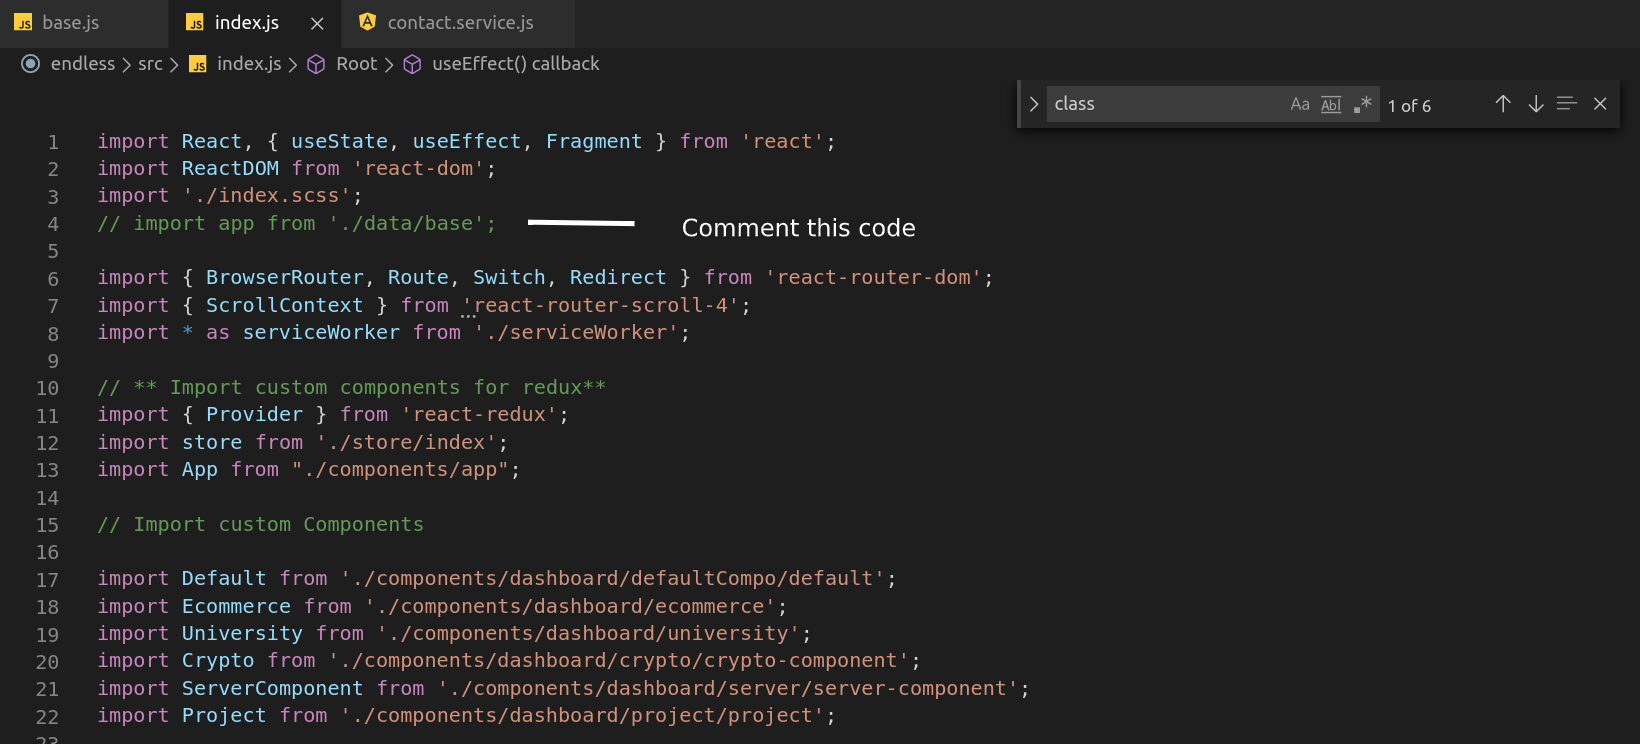 base.js index.js contact.service.js
endless src index.js Root useEffect() callback
class Aa Abl .* 1 of 6
1 import React, { useState, useEffect, Fragment } from 'react';
2 import ReactDOM from 'react-dom';
3 import './index.scss';
4 // import app from './data/base'; Comment this code
5
6 import { BrowserRouter, Route, Switch, Redirect } from 'react-router-dom';
7 import { ScrollContext } from 'react-router-scroll-4';
8 import * as serviceWorker from './serviceWorker';
9
10 // ** Import custom components for redux**
11 import { Provider } from 'react-redux';
12 import store from './store/index';
13 import App from "./components/app";
14
15 // Import custom Components
16
17 import Default from './components/dashboard/defaultCompo/default';
18 import Ecommerce from './components/dashboard/ecommerce';
19 import University from './components/dashboard/university';
20 import Crypto from './components/dashboard/crypto/crypto-component';
21 import ServerComponent from './components/dashboard/server/server-component';
22 import Project from './components/dashboard/project/project';
23